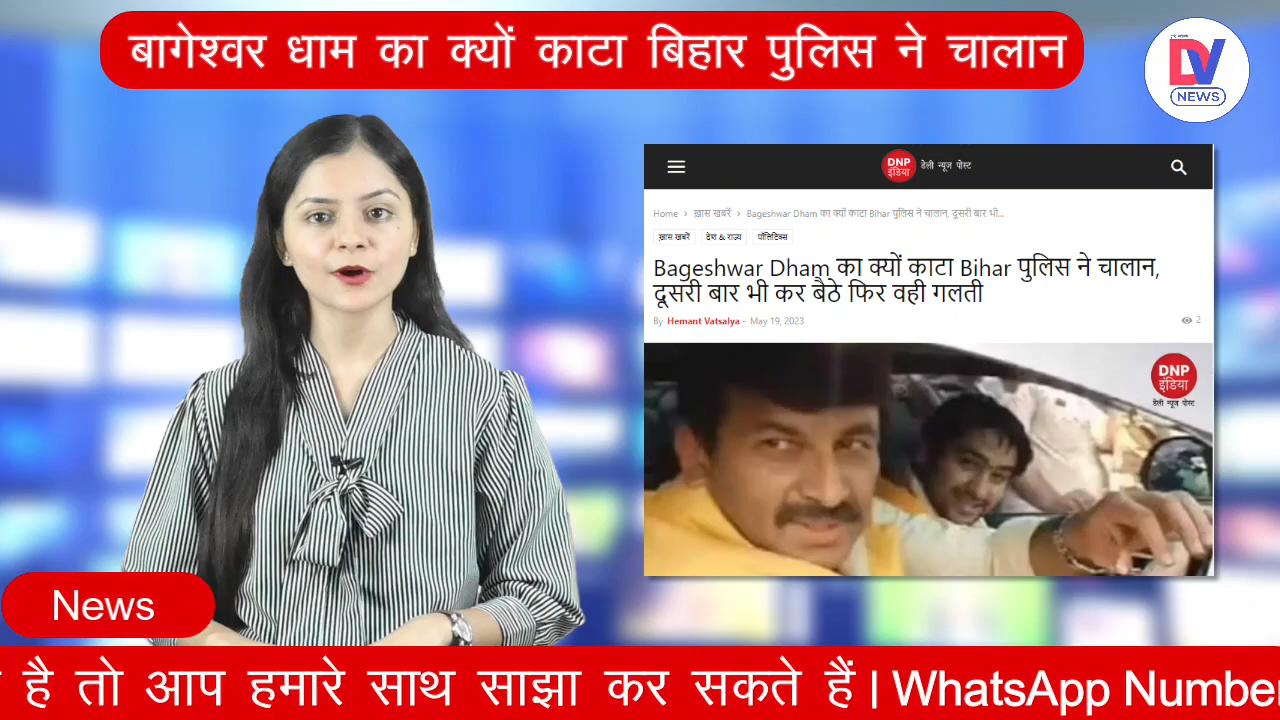 बागेश्वर धाम का क्यों काटा बिहार पुलिस ने चालान
DV
NEWS
DNP
इंडिया
डेली न्यूज़ पोस्ट
Home › ख़ास खबरें › Bageshwar Dham का क्यों काटा Bihar पुलिस ने चालान, दूसरी बार भी...
ख़ास खबरें देश & राज्य पॉलिटिक्स
Bageshwar Dham का क्यों काटा Bihar पुलिस ने चालान,
दूसरी बार भी कर बैठे फिर वही गलती
By Hemant Vatsalya - May 19, 2023
2
DNP
इंडिया
डेली न्यूज़ पोस्ट
News
है तो आप हमारे साथ साझा कर सकते हैं | WhatsApp Number